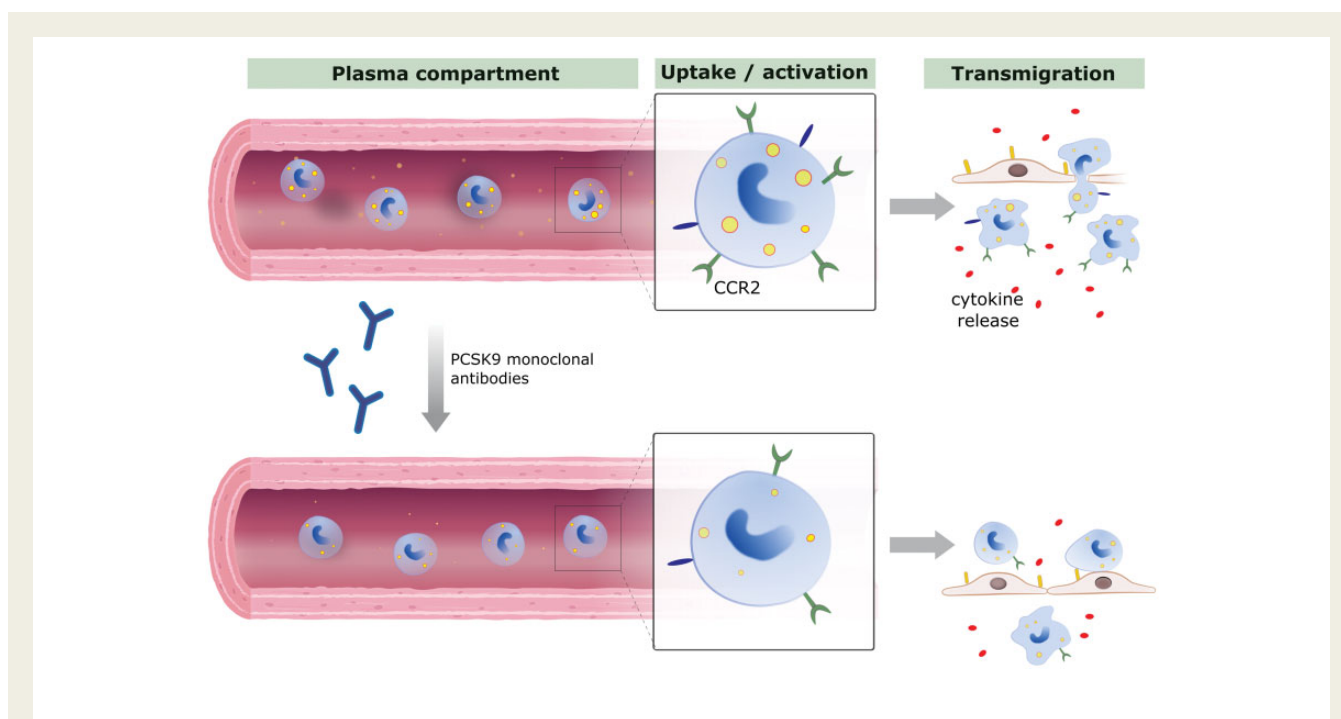 Plasma compartment
Uptake / activation
Transmigration
CCR2
cytokine
release
PCSK9 monoclonal
antibodies